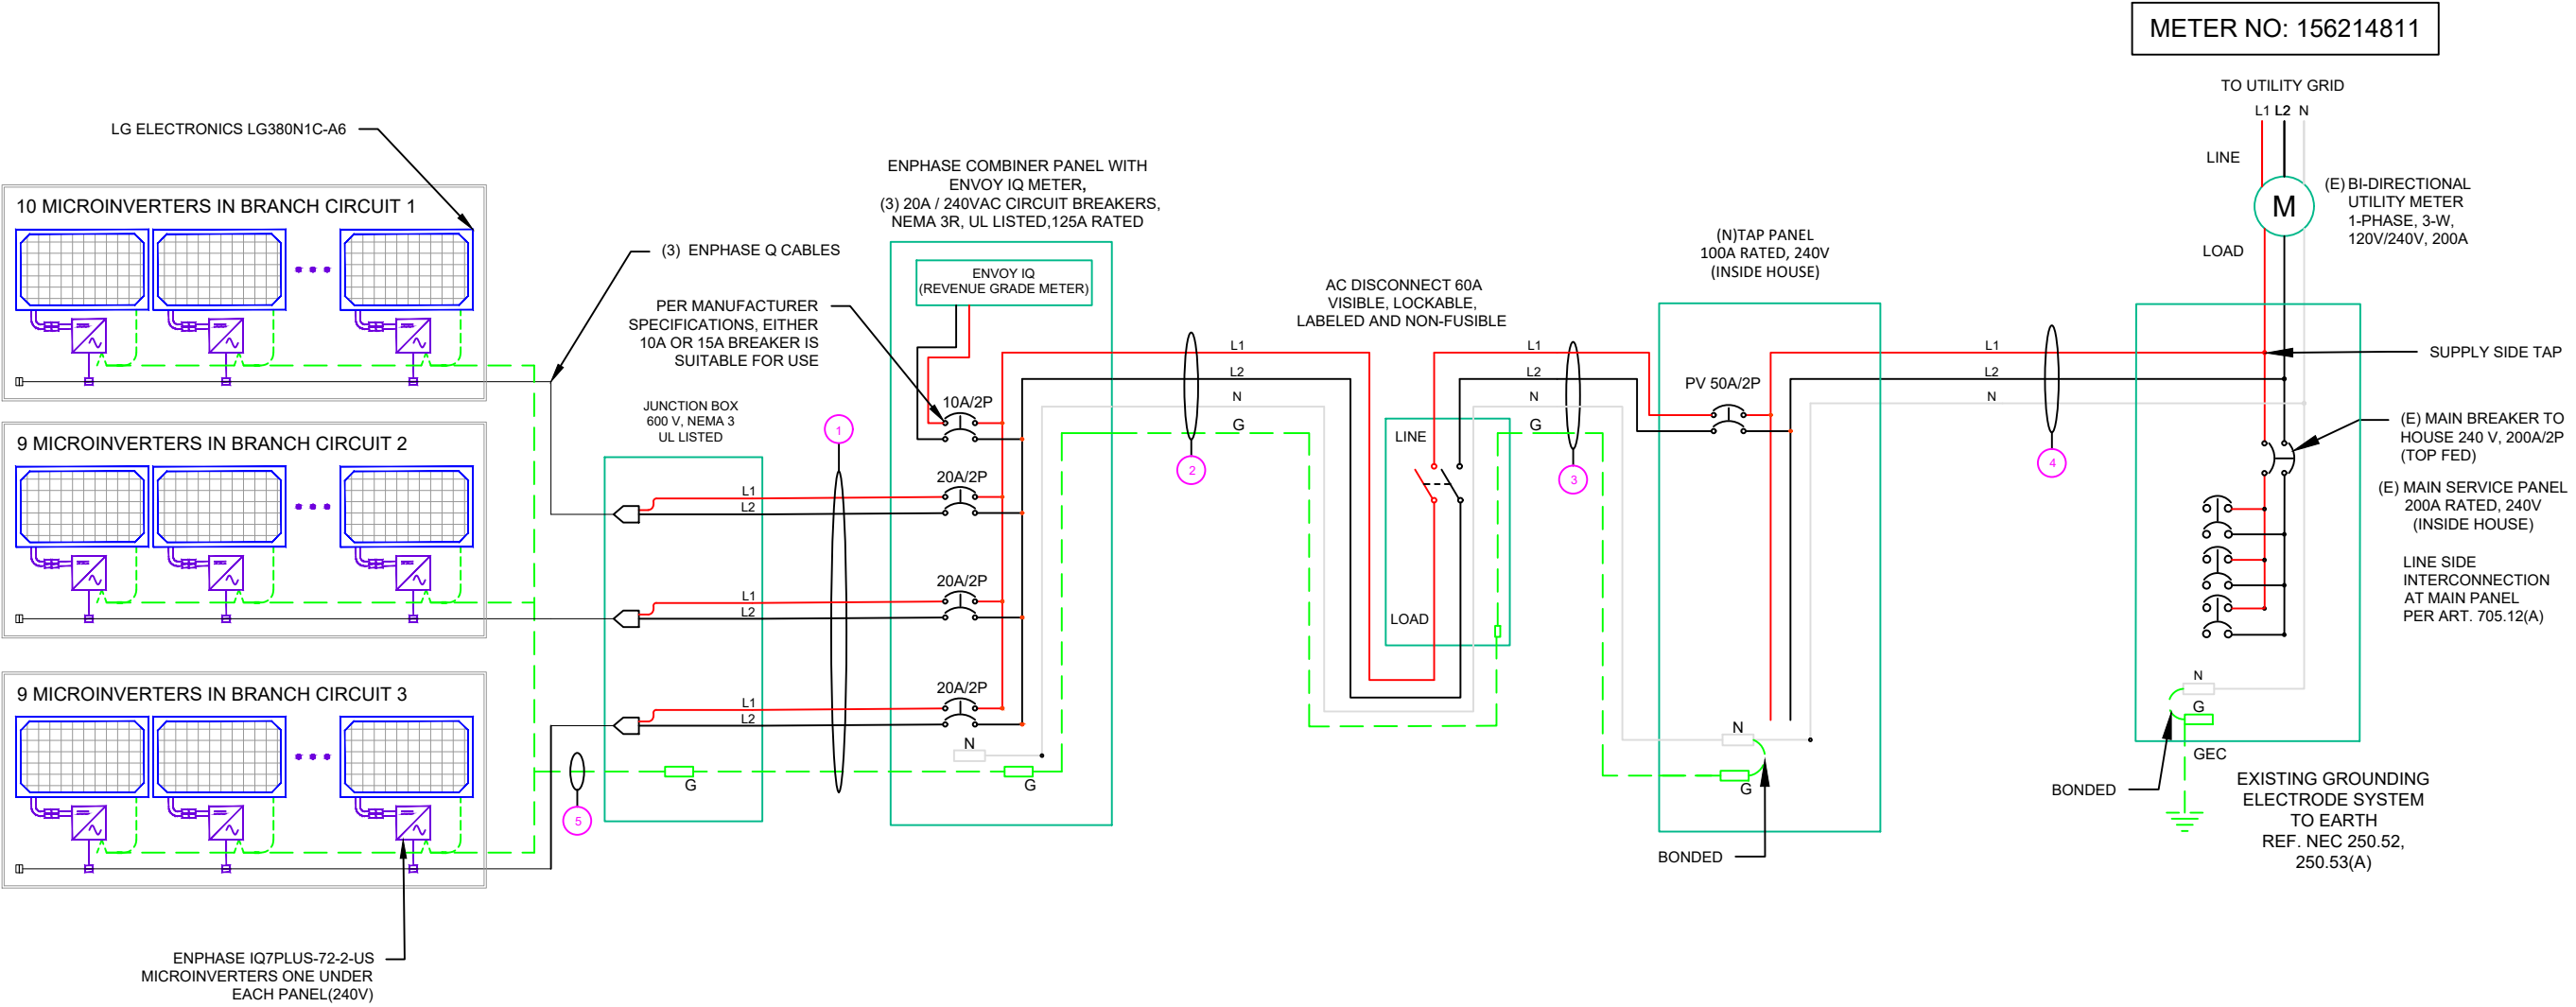 METER NO: 156214811
TO UTILITY GRID
L1 L2 N
LINE
M
(E) BI-DIRECTIONAL
UTILITY METER
1-PHASE, 3-W,
120V/240V, 200A
LOAD
LG ELECTRONICS LG380N1C-A6
10 MICROINVERTERS IN BRANCH CIRCUIT 1
(3) ENPHASE Q CABLES
ENPHASE COMBINER PANEL WITH
ENVOY IQ METER,
(3) 20A / 240VAC CIRCUIT BREAKERS,
NEMA 3R, UL LISTED,125A RATED
ENVOY IQ
(REVENUE GRADE METER)
PER MANUFACTURER
SPECIFICATIONS, EITHER
10A OR 15A BREAKER IS
SUITABLE FOR USE
10A/2P
JUNCTION BOX
600 V, NEMA 3
UL LISTED
1
L1
L2
20A/2P
9 MICROINVERTERS IN BRANCH CIRCUIT 2
L1
L2
20A/2P
9 MICROINVERTERS IN BRANCH CIRCUIT 3
L1
L2
20A/2P
N
G
G
5
ENPHASE IQ7PLUS-72-2-US
MICROINVERTERS ONE UNDER
EACH PANEL(240V)
L1
L2
N
G
2
AC DISCONNECT 60A
VISIBLE, LOCKABLE,
LABELED AND NON-FUSIBLE
LINE
LOAD
L1
L2
N
G
3
(N)TAP PANEL
100A RATED, 240V
(INSIDE HOUSE)
PV 50A/2P
N
G
BONDED
L1
L2
N
4
SUPPLY SIDE TAP
(E) MAIN BREAKER TO
HOUSE 240 V, 200A/2P
(TOP FED)
(E) MAIN SERVICE PANEL
200A RATED, 240V
(INSIDE HOUSE)
LINE SIDE
INTERCONNECTION
AT MAIN PANEL
PER ART. 705.12(A)
N
G
GEC
BONDED
EXISTING GROUNDING
ELECTRODE SYSTEM
TO EARTH
REF. NEC 250.52,
250.53(A)